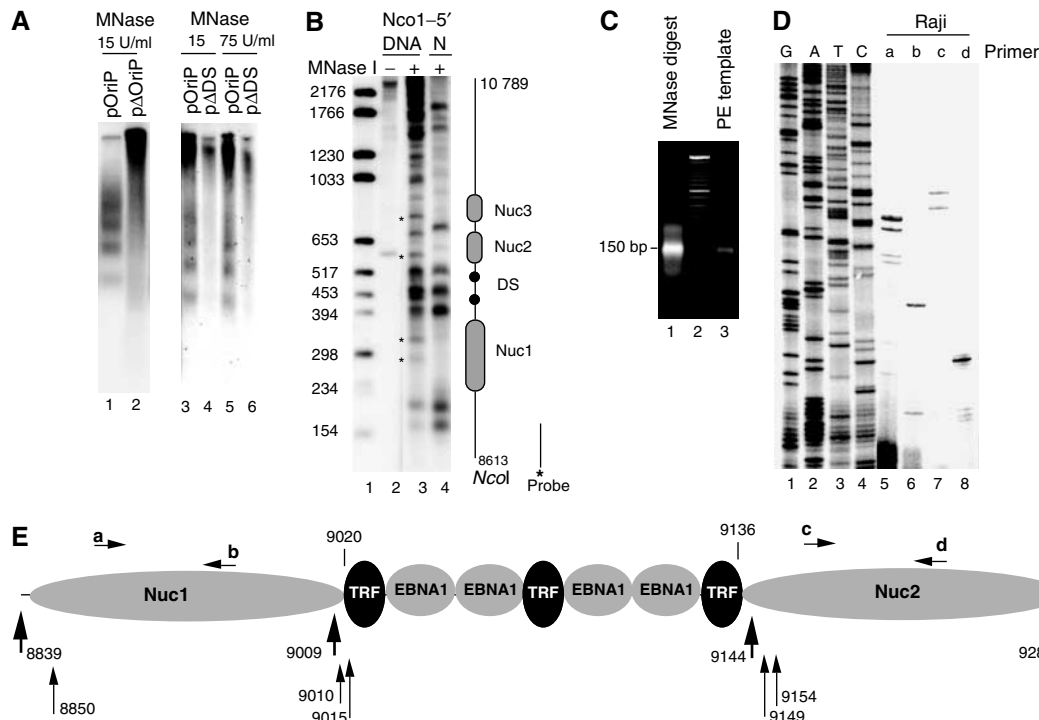 A
MNase
15 U/ml
pOriP
pΔOriP
1 2
MNase
15 75 U/ml
pOriP
pΔDS
pOriP
pΔDS
3 4 5 6
B
Nco1–5′
DNA N
MNase I – + +
2176
1766
1230
1033
653
517
453
394
298
234
154
*
*
*
*
1 2 3 4
10 789
Nuc3
Nuc2
DS
Nuc1
8613
NcoI
*
Probe
C
MNase digest
PE template
150 bp
1 2 3
D
Raji
G A T C a b c d Primer
1 2 3 4 5 6 7 8
E
a
b
9020
9136
c
d
Nuc1
TRF
EBNA1
EBNA1
TRF
EBNA1
EBNA1
TRF
Nuc2
8839
8850
9009
9010
9015
9144
9154
9149
928